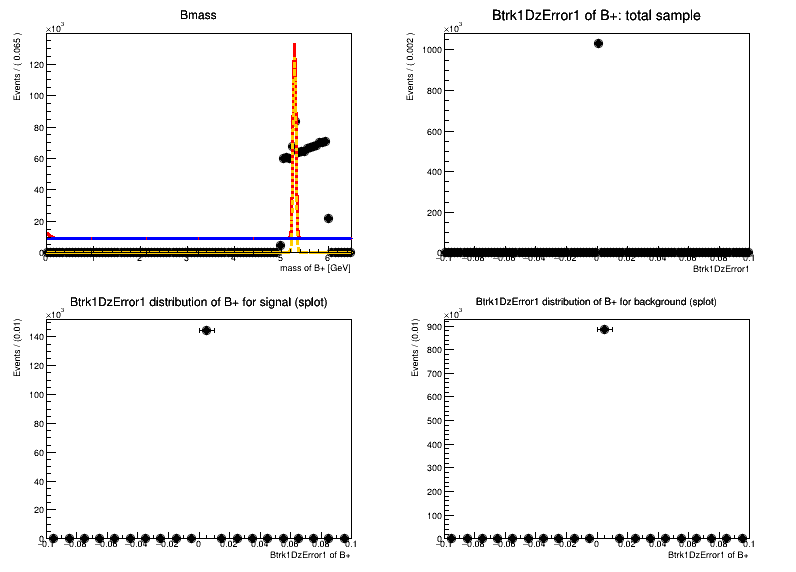 Bmass
×10³
Events / ( 0.065 )
120
100
80
60
40
20
0
0 1 2 3 4 5 6
mass of B+ [GeV]
Btrk1DzError1 of B+: total sample
×10³
Events / ( 0.002 )
1000
800
600
400
200
0
−0.1 −0.08 −0.06 −0.04 −0.02 0 0.02 0.04 0.06 0.08 0.1
Btrk1DzError1
Btrk1DzError1 distribution of B+ for signal (splot)
×10³
Events / (0.01)
140
120
100
80
60
40
20
0
−0.1 −0.08 −0.06 −0.04 −0.02 0 0.02 0.04 0.06 0.08 0.1
Btrk1DzError1 of B+
Btrk1DzError1 distribution of B+ for background (splot)
×10³
Events / (0.01)
900
800
700
600
500
400
300
200
100
0
−0.1 −0.08 −0.06 −0.04 −0.02 0 0.02 0.04 0.06 0.08 0.1
Btrk1DzError1 of B+